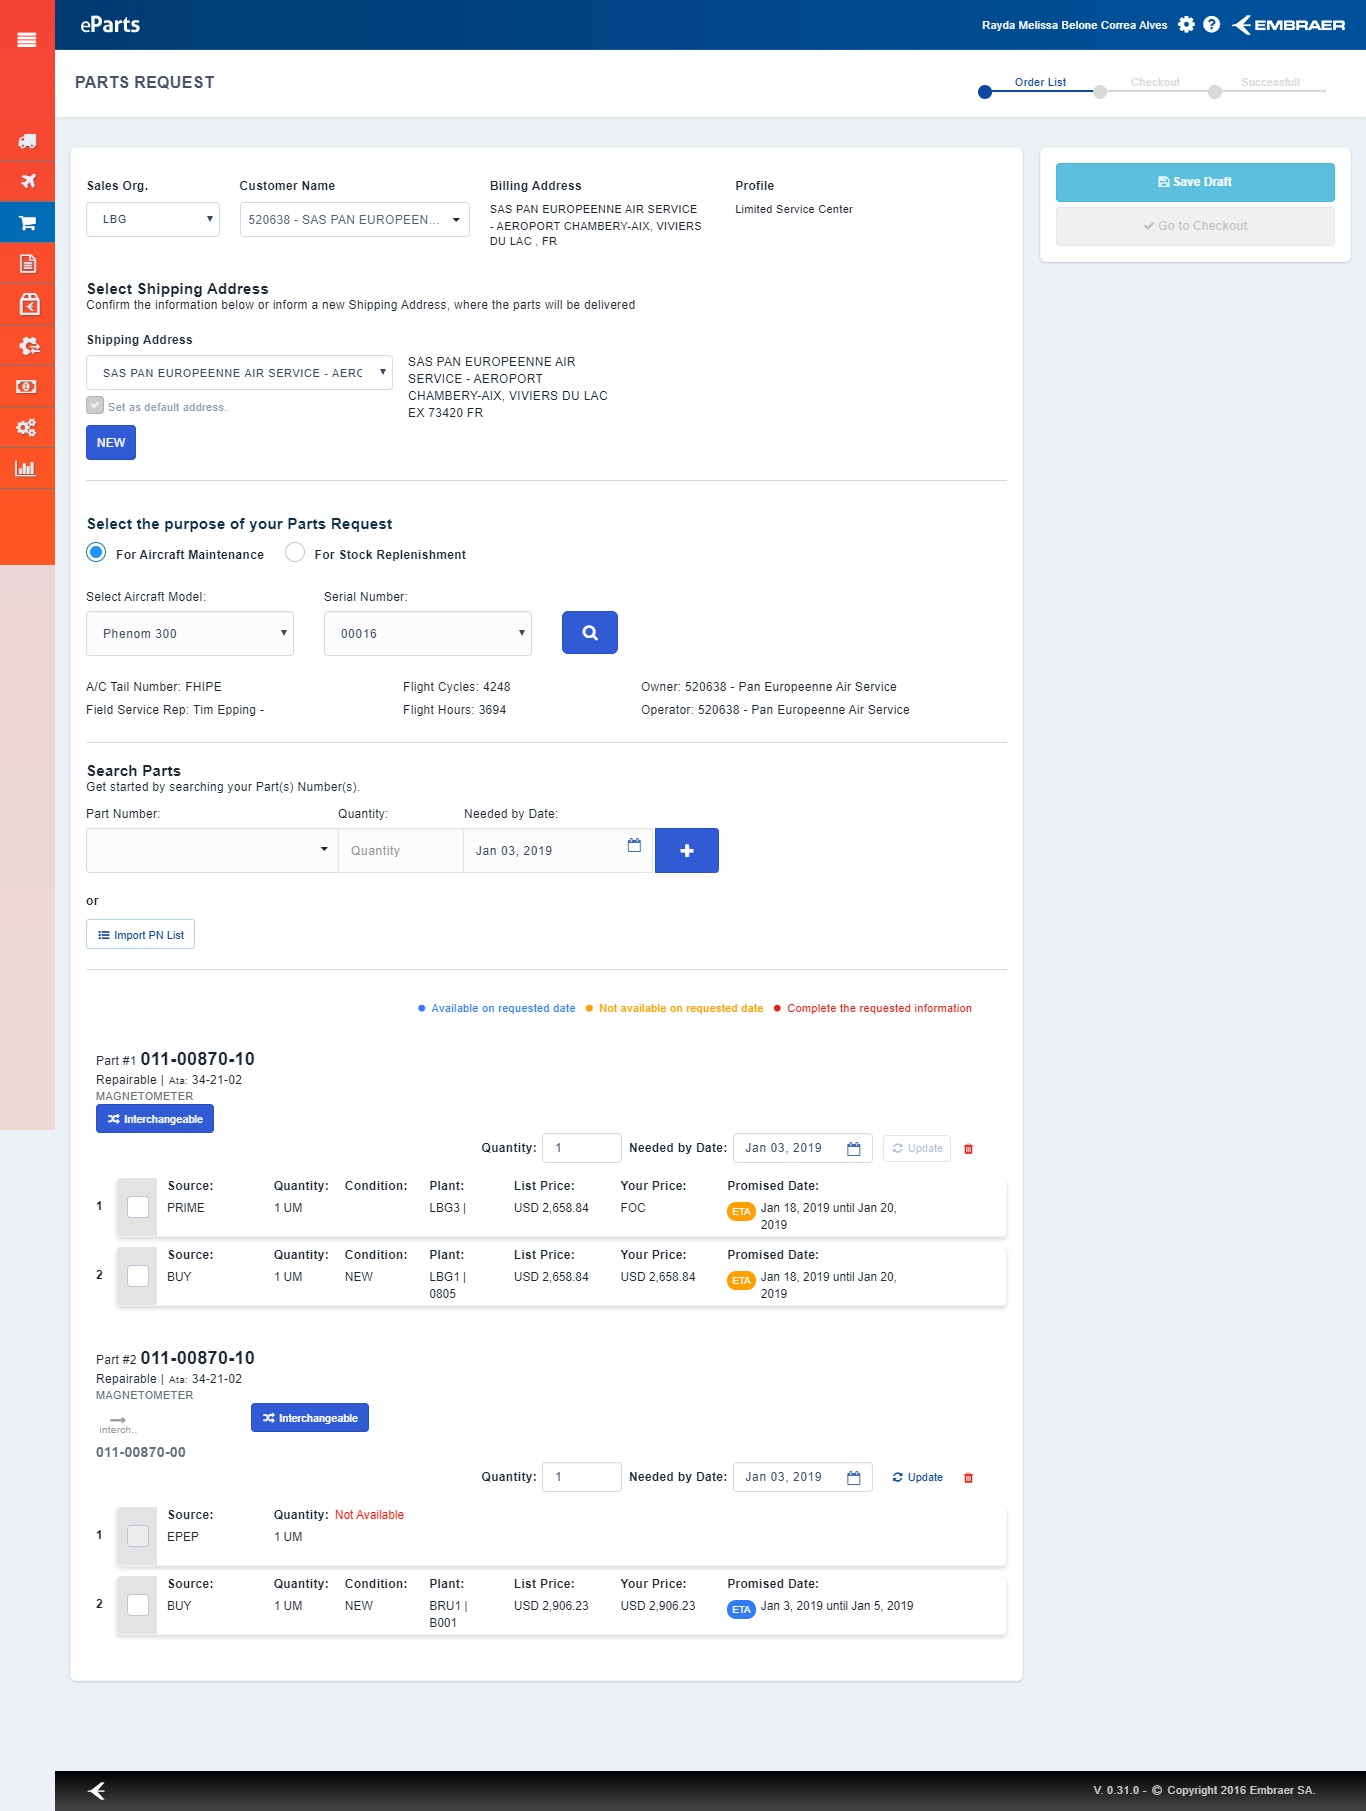 eParts
Rayda Melissa Belone Correa Alves
EMBRAER
PARTS REQUEST
Order List
Checkout
Successfull
Sales Org.
Customer Name
Billing Address
Profile
LBG
520638 - SAS PAN EUROPEEN...
SAS PAN EUROPEENNE AIR SERVICE
- AEROPORT CHAMBERY-AIX, VIVIERS
DU LAC , FR
Limited Service Center
Save Draft
Go to Checkout
Select Shipping Address
Confirm the information below or inform a new Shipping Address, where the parts will be delivered
Shipping Address
SAS PAN EUROPEENNE AIR SERVICE - AERC
SAS PAN EUROPEENNE AIR
SERVICE - AEROPORT
CHAMBERY-AIX, VIVIERS DU LAC
EX 73420 FR
Set as default address.
NEW
Select the purpose of your Parts Request
For Aircraft Maintenance
For Stock Replenishment
Select Aircraft Model:
Serial Number:
Phenom 300
00016
A/C Tail Number: FHIPE
Flight Cycles: 4248
Owner: 520638 - Pan Europeenne Air Service
Field Service Rep: Tim Epping -
Flight Hours: 3694
Operator: 520638 - Pan Europeenne Air Service
Search Parts
Get started by searching your Part(s) Number(s).
Part Number:
Quantity:
Needed by Date:
Quantity
Jan 03, 2019
or
Import PN List
Available on requested date
Not available on requested date
Complete the requested information
Part #1 011-00870-10
Repairable | Ata: 34-21-02
MAGNETOMETER
Interchangeable
Quantity: 1 Needed by Date: Jan 03, 2019 Update
Source: Quantity: Condition: Plant: List Price: Your Price: Promised Date:
1 PRIME 1 UM LBG3 | USD 2,658.84 FOC ETA Jan 18, 2019 until Jan 20,
2019
Source: Quantity: Condition: Plant: List Price: Your Price: Promised Date:
2 BUY 1 UM NEW LBG1 | USD 2,658.84 USD 2,658.84 ETA Jan 18, 2019 until Jan 20,
0805 2019
Part #2 011-00870-10
Repairable | Ata: 34-21-02
MAGNETOMETER
interch..
Interchangeable
011-00870-00
Quantity: 1 Needed by Date: Jan 03, 2019 Update
Source: Quantity: Not Available
1 EPEP 1 UM
Source: Quantity: Condition: Plant: List Price: Your Price: Promised Date:
2 BUY 1 UM NEW BRU1 | USD 2,906.23 USD 2,906.23 ETA Jan 3, 2019 until Jan 5, 2019
B001
V. 0.31.0 - © Copyright 2016 Embraer SA.